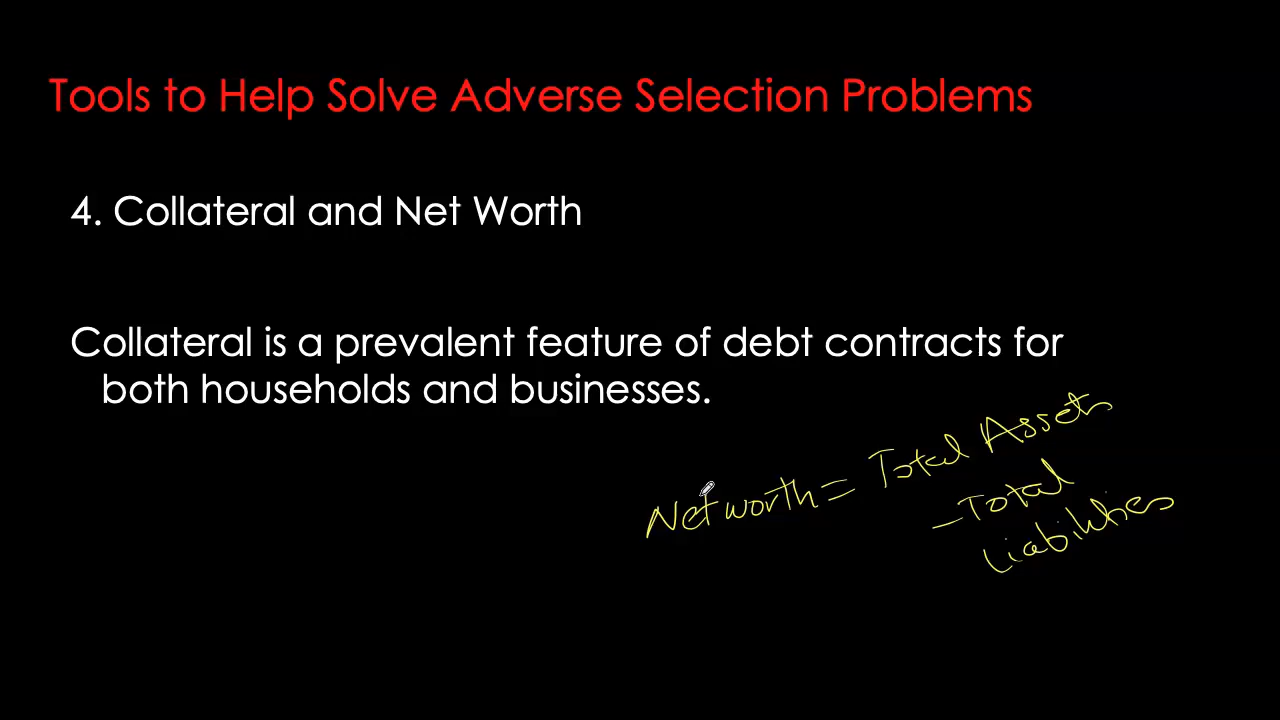 Tools to Help Solve Adverse Selection Problems
4. Collateral and Net Worth
Collateral is a prevalent feature of debt contracts for
both households and businesses.
Networth = Total Assets
- Total
Liabilities